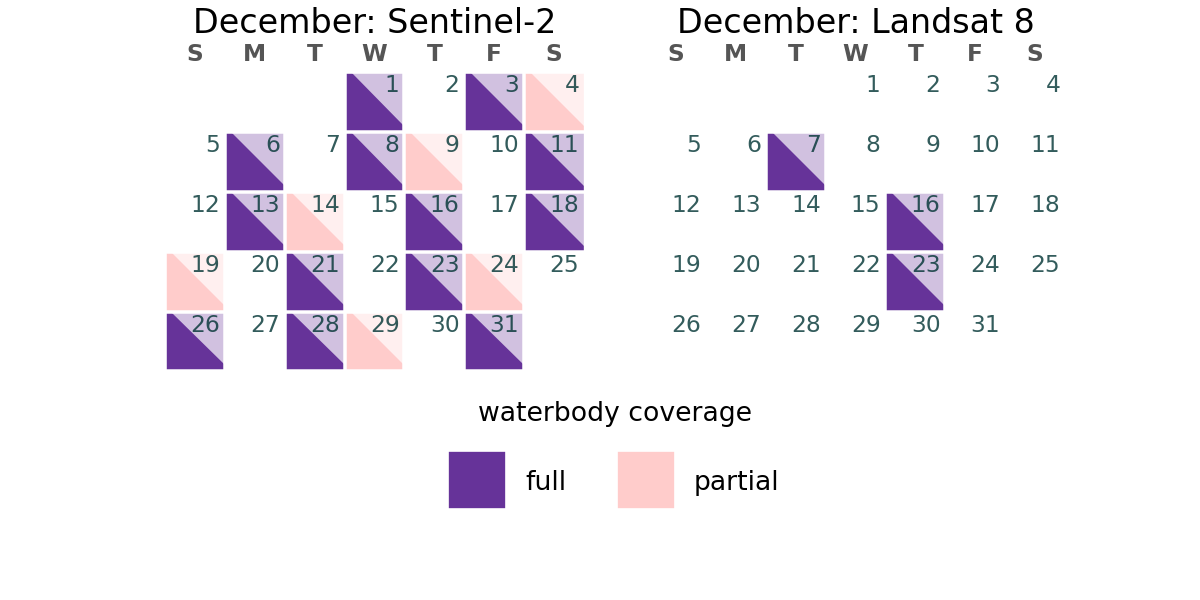 December: Sentinel-2
S M T W T F S
1 2 3 4
5 6 7 8 9 10 11
12 13 14 15 16 17 18
19 20 21 22 23 24 25
26 27 28 29 30 31
December: Landsat 8
S M T W T F S
1 2 3 4
5 6 7 8 9 10 11
12 13 14 15 16 17 18
19 20 21 22 23 24 25
26 27 28 29 30 31
waterbody coverage
full partial